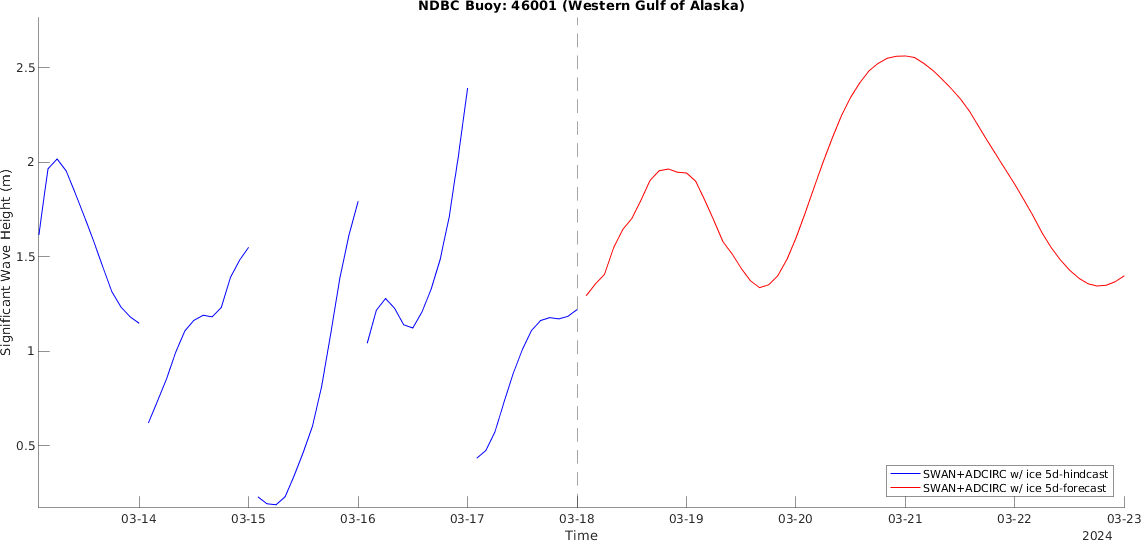 NDBC Buoy: 46001 (Western Gulf of Alaska)
Significant Wave Height (m)
2.5
2
1.5
1
0.5
03-14 03-15 03-16 03-17 03-18 03-19 03-20 03-21 03-22 03-23
Time
2024
SWAN+ADCIRC w/ ice 5d-hindcast
SWAN+ADCIRC w/ ice 5d-forecast